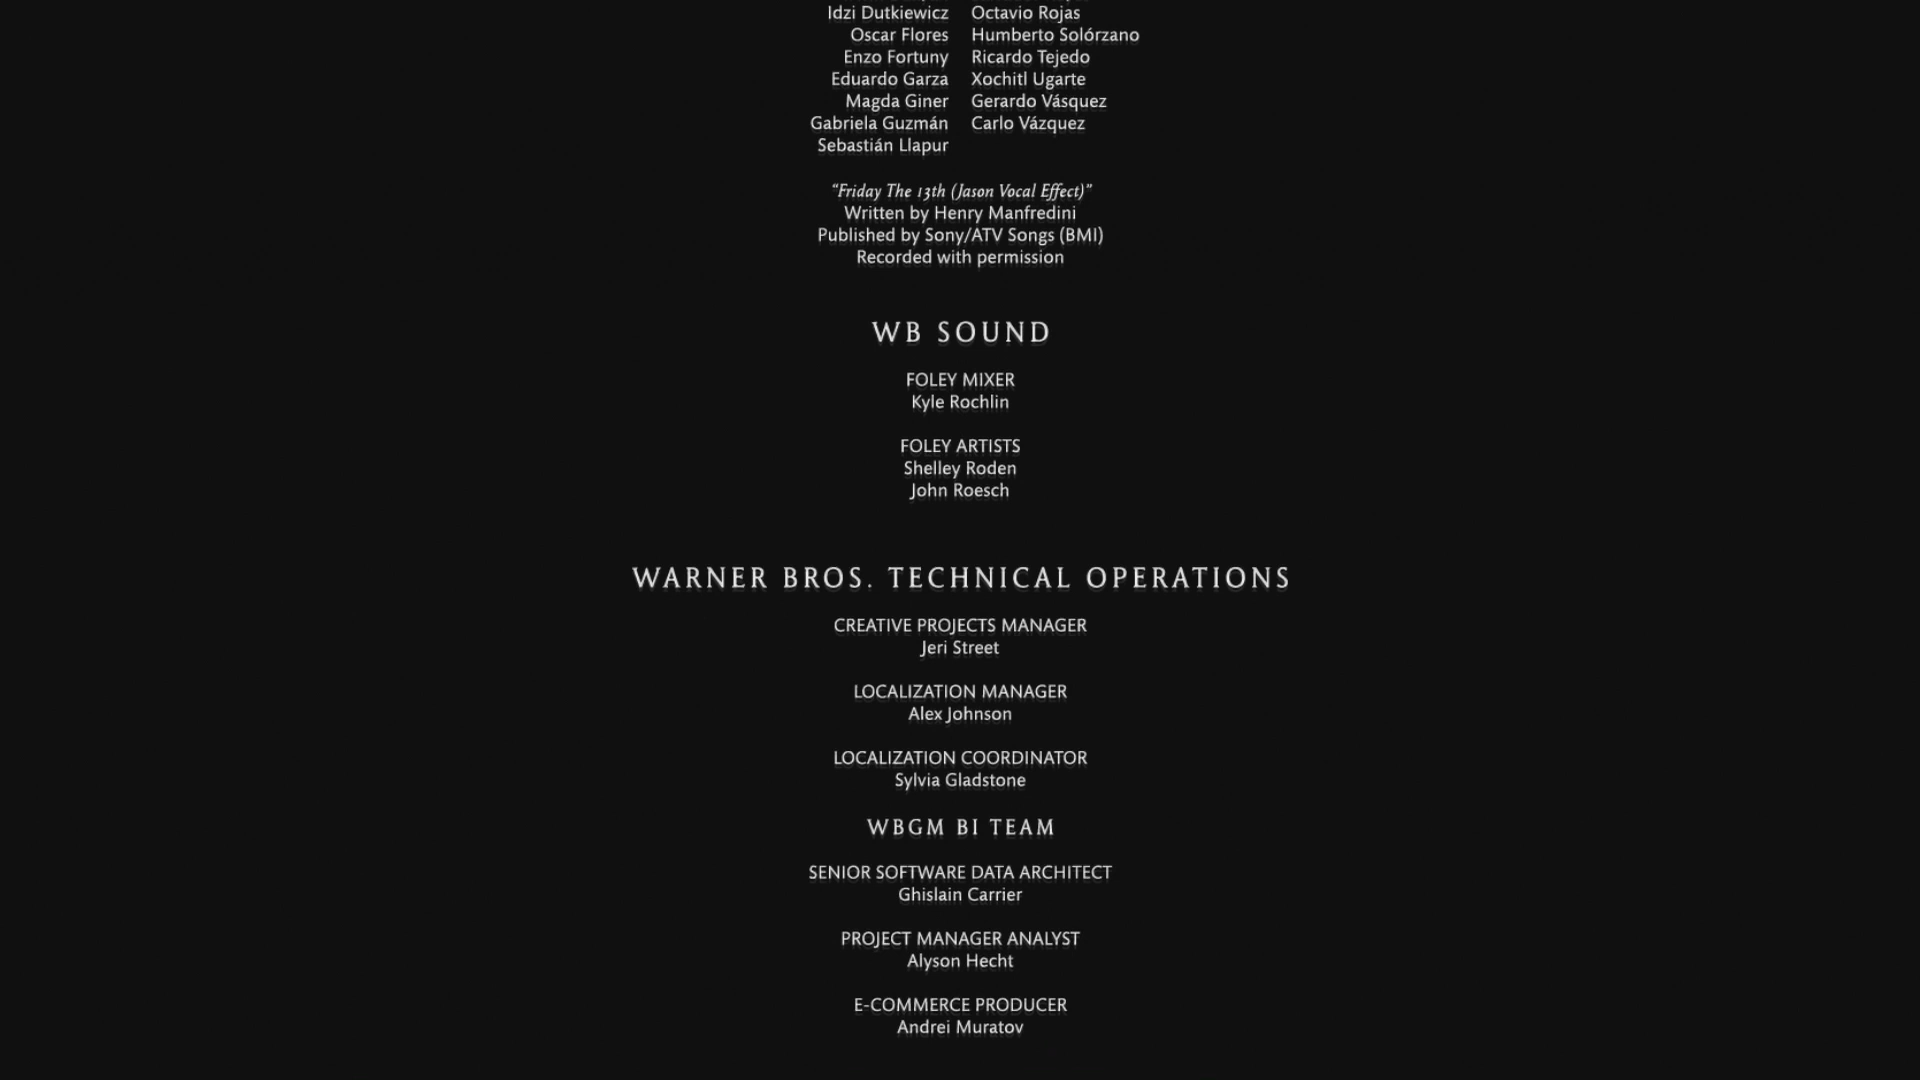 Idzi Dutkiewicz Octavio Rojas
Oscar Flores Humberto Solórzano
Enzo Fortuny Ricardo Tejedo
Eduardo Garza Xochitl Ugarte
Magda Giner Gerardo Vásquez
Gabriela Guzmán Carlo Vázquez
Sebastián Llapur
“Friday The 13th (Jason Vocal Effect)”
Written by Henry Manfredini
Published by Sony/ATV Songs (BMI)
Recorded with permission
WB SOUND
FOLEY MIXER
Kyle Rochlin
FOLEY ARTISTS
Shelley Roden
John Roesch
WARNER BROS. TECHNICAL OPERATIONS
CREATIVE PROJECTS MANAGER
Jeri Street
LOCALIZATION MANAGER
Alex Johnson
LOCALIZATION COORDINATOR
Sylvia Gladstone
WBGM BI TEAM
SENIOR SOFTWARE DATA ARCHITECT
Ghislain Carrier
PROJECT MANAGER ANALYST
Alyson Hecht
E-COMMERCE PRODUCER
Andrei Muratov